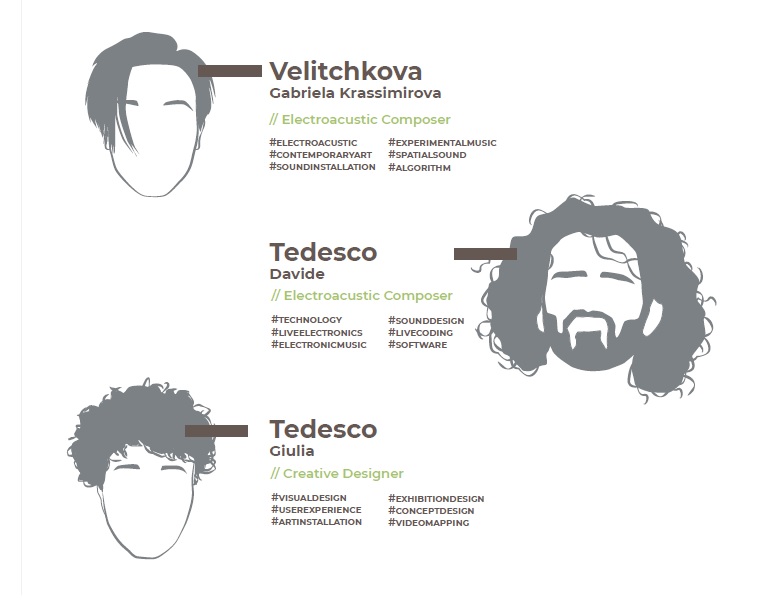 Velitchkova
Gabriela Krassimirova
// Electroacustic Composer
#ELECTROACUSTIC #EXPERIMENTALMUSIC
#CONTEMPORARYART #SPATIALSOUND
#SOUNDINSTALLATION #ALGORITHM
Tedesco
Davide
// Electroacustic Composer
#TECHNOLOGY #SOUNDDESIGN
#LIVEELECTRONICS #LIVECODING
#ELECTRONICMUSIC #SOFTWARE
Tedesco
Giulia
// Creative Designer
#VISUALDESIGN #EXHIBITIONDESIGN
#USEREXPERIENCE #CONCEPTDESIGN
#ARTINSTALLATION #VIDEOMAPPING